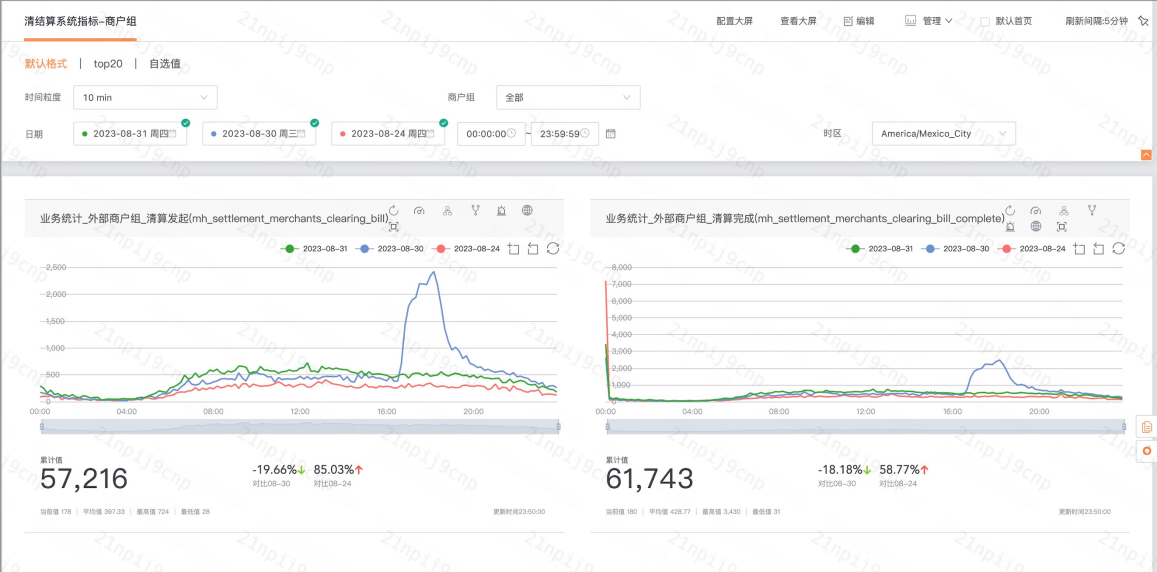 清结算系统指标-商户组
配置大屏 查看大屏 编辑 管理 默认首页 刷新间隔:5分钟
默认格式 | top20 | 自选值
时间粒度 10 min 商户组 全部
日期 2023-08-31 周四 2023-08-30 周三 2023-08-24 周四 00:00:00 ~ 23:59:59 时区 America/Mexico_City
业务统计_外部商户组_清算发起(mh_settlement_merchants_clearing_bill)
2023-08-31 2023-08-30 2023-08-24
2,500
2,000
1,500
1,000
500
0
00:00 04:00 08:00 12:00 16:00 20:00
累计值
57,216
-19.66% 85.03%
对比08-30 对比08-24
当前值 178 | 平均值 397.33 | 最高值 724 | 最低值 28 更新时间23:50:00
业务统计_外部商户组_清算完成(mh_settlement_merchants_clearing_bill_complete)
2023-08-31 2023-08-30 2023-08-24
8,000
7,000
6,000
5,000
4,000
3,000
2,000
1,000
0
00:00 04:00 08:00 12:00 16:00 20:00
累计值
61,743
-18.18% 58.77%
对比08-30 对比08-24
当前值 180 | 平均值 428.77 | 最高值 3,430 | 最低值 31 更新时间23:50:00
21npij9cnp